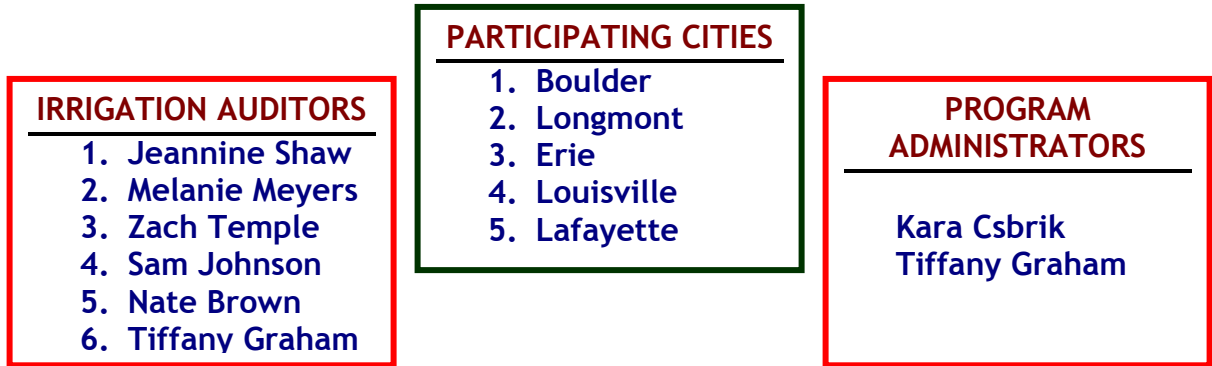 IRRIGATION AUDITORS
1. Jeannine Shaw
2. Melanie Meyers
3. Zach Temple
4. Sam Johnson
5. Nate Brown
6. Tiffany Graham
PARTICIPATING CITIES
1. Boulder
2. Longmont
3. Erie
4. Louisville
5. Lafayette
PROGRAM
ADMINISTRATORS
Kara Csbrik
Tiffany Graham